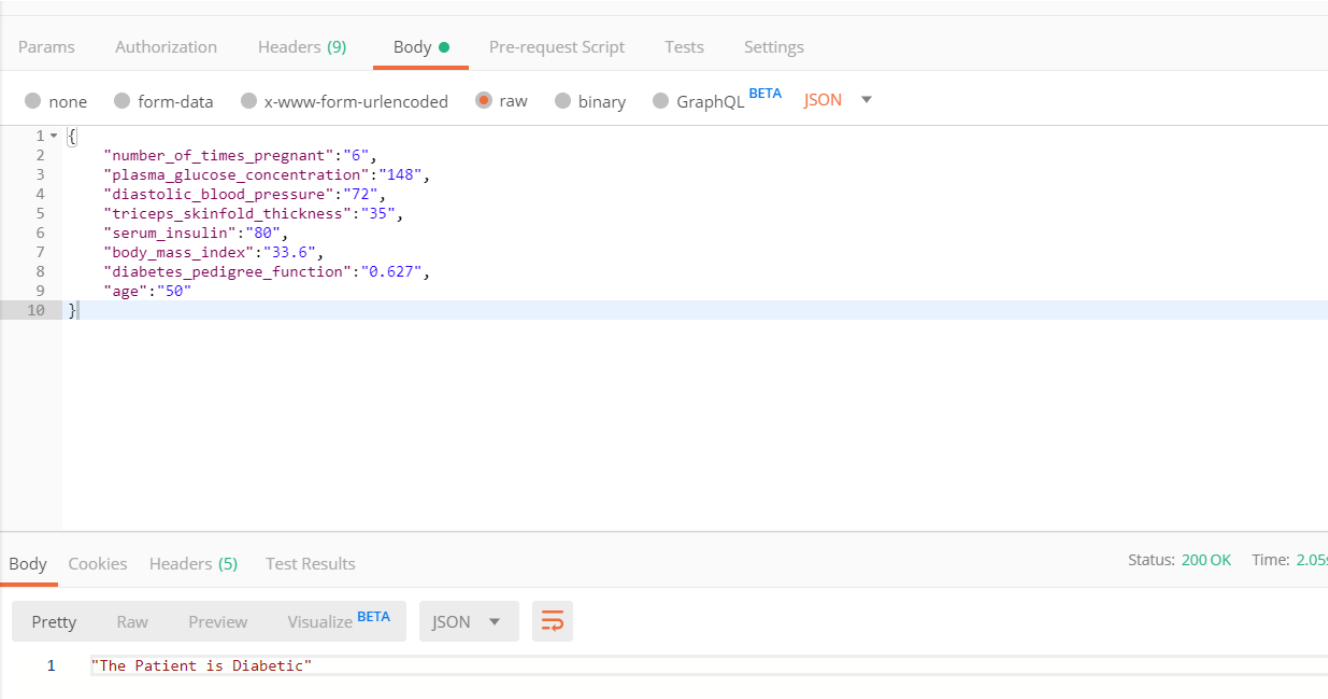 Params Authorization Headers (9) Body Pre-request Script Tests Settings
none form-data x-www-form-urlencoded raw binary GraphQL BETA JSON
1 {
2 "number_of_times_pregnant":"6",
3 "plasma_glucose_concentration":"148",
4 "diastolic_blood_pressure":"72",
5 "triceps_skinfold_thickness":"35",
6 "serum_insulin":"80",
7 "body_mass_index":"33.6",
8 "diabetes_pedigree_function":"0.627",
9 "age":"50"
10 }
Body Cookies Headers (5) Test Results Status: 200 OK Time: 2.05s
Pretty Raw Preview Visualize BETA JSON
1 "The Patient is Diabetic"